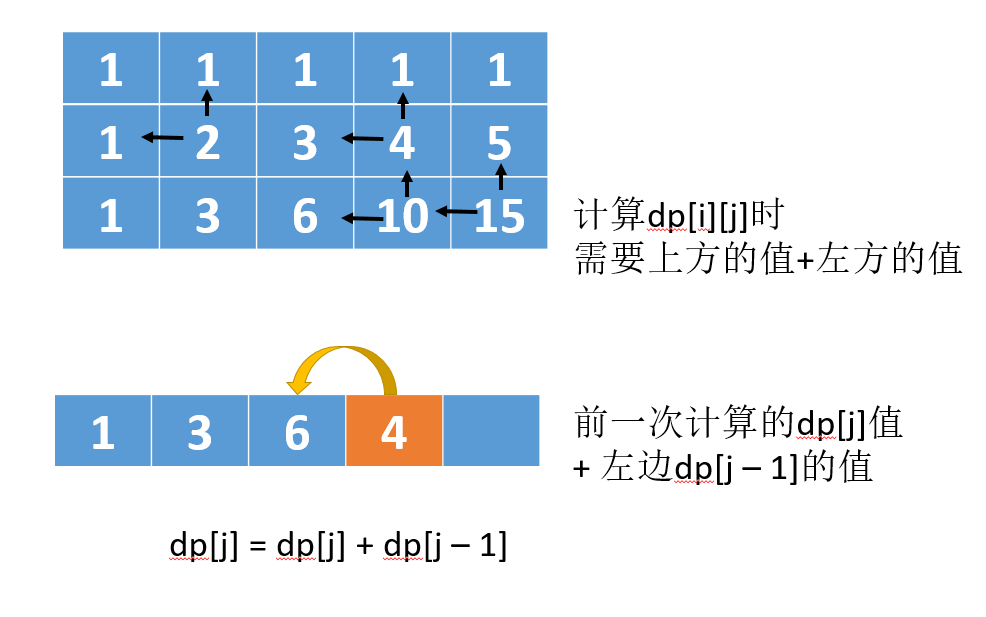 1 1 1 1 1
1 2 3 4 5
1 3 6 10 15
计算dp[i][j]时
需要上方的值+左方的值
1 3 6 4
前一次计算的dp[j]值
+ 左边dp[j – 1]的值
dp[j] = dp[j] + dp[j – 1]